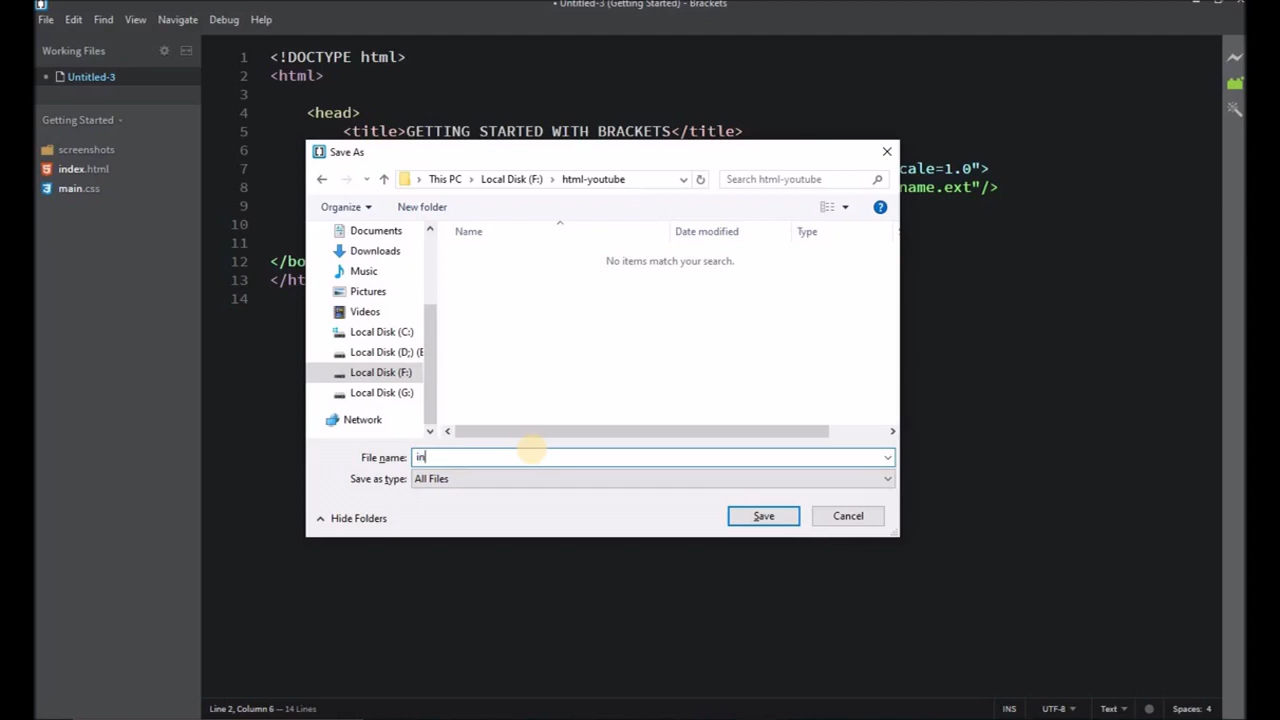 • Untitled-3 (Getting Started) - Brackets
File Edit Find View Navigate Debug Help
Working Files
• Untitled-3
Getting Started
screenshots
index.html
main.css
1 <!DOCTYPE html>
2 <html>
3
4 <head>
5 <title>GETTING STARTED WITH BRACKETS</title>
6
7 cale=1.0">
8 name.ext"/>
9
10
11
12 </bo
13 </ht
14
Save As
This PC > Local Disk (F:) > html-youtube
Search html-youtube
Organize New folder
Documents
Downloads
Music
Pictures
Videos
Local Disk (C:)
Local Disk (D;) (E
Local Disk (F:)
Local Disk (G:)
Network
Name Date modified Type
No items match your search.
File name: in
Save as type: All Files
Hide Folders
Save Cancel
Line 2, Column 6 — 14 Lines
INS UTF-8 Text Spaces: 4